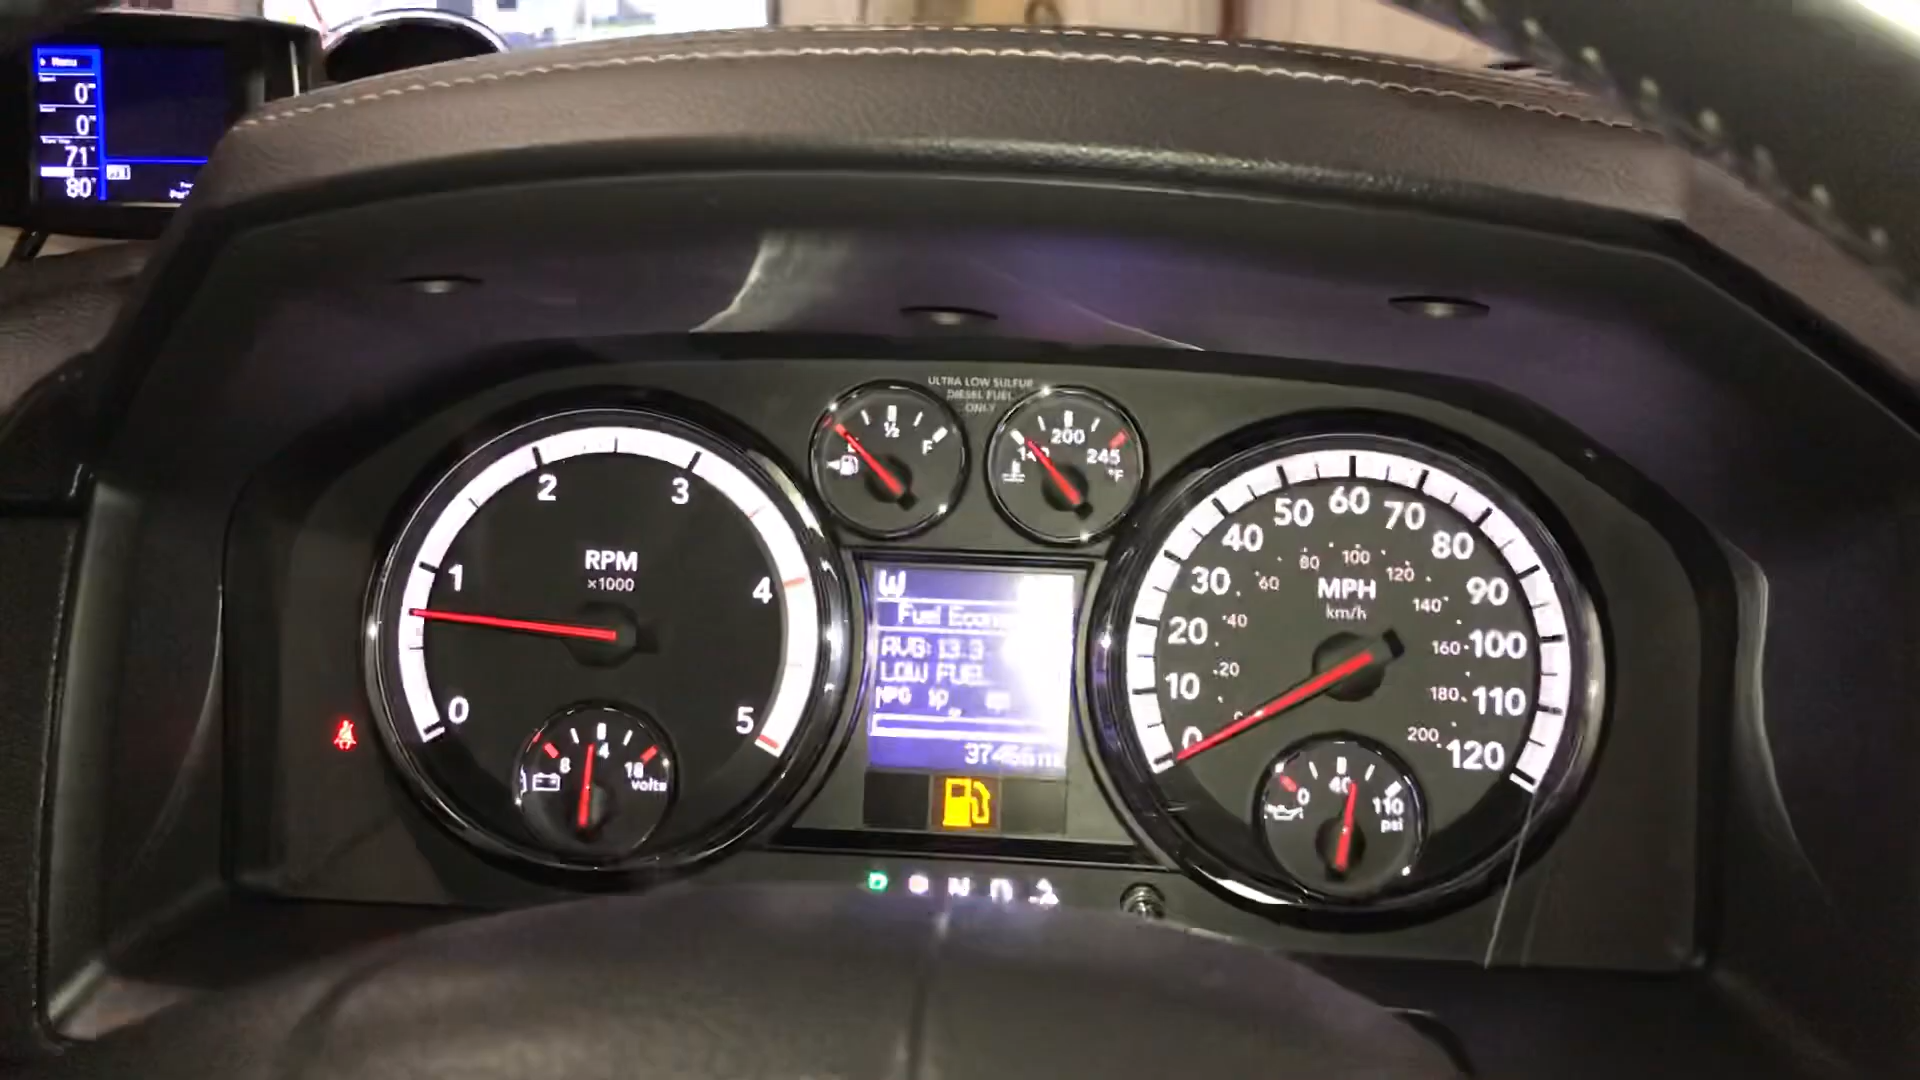 Menu
0
0
71°
80°
ULTRA LOW SULFUR
DIESEL FUEL
ONLY
½
F
200
245
°F
0
1
2
3
4
5
RPM
×1000
8
18
volts
W
Fuel
AVG: 13.3
LOW FUEL
MPG 10
0
10
20
30
40
50
60
70
80
90
100
110
120
MPH
km/h
20
40
60
80
100
120
140
160
180
200
0
40
110
psi
N